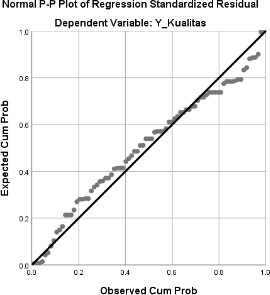 Normal P-P Plot of Regression Standardized Residual
Dependent Variable: Y_Kualitas
Expected Cum Prob
1.0
0.8
0.6
0.4
0.2
0.0
0.0 0.2 0.4 0.6 0.8 1.0
Observed Cum Prob